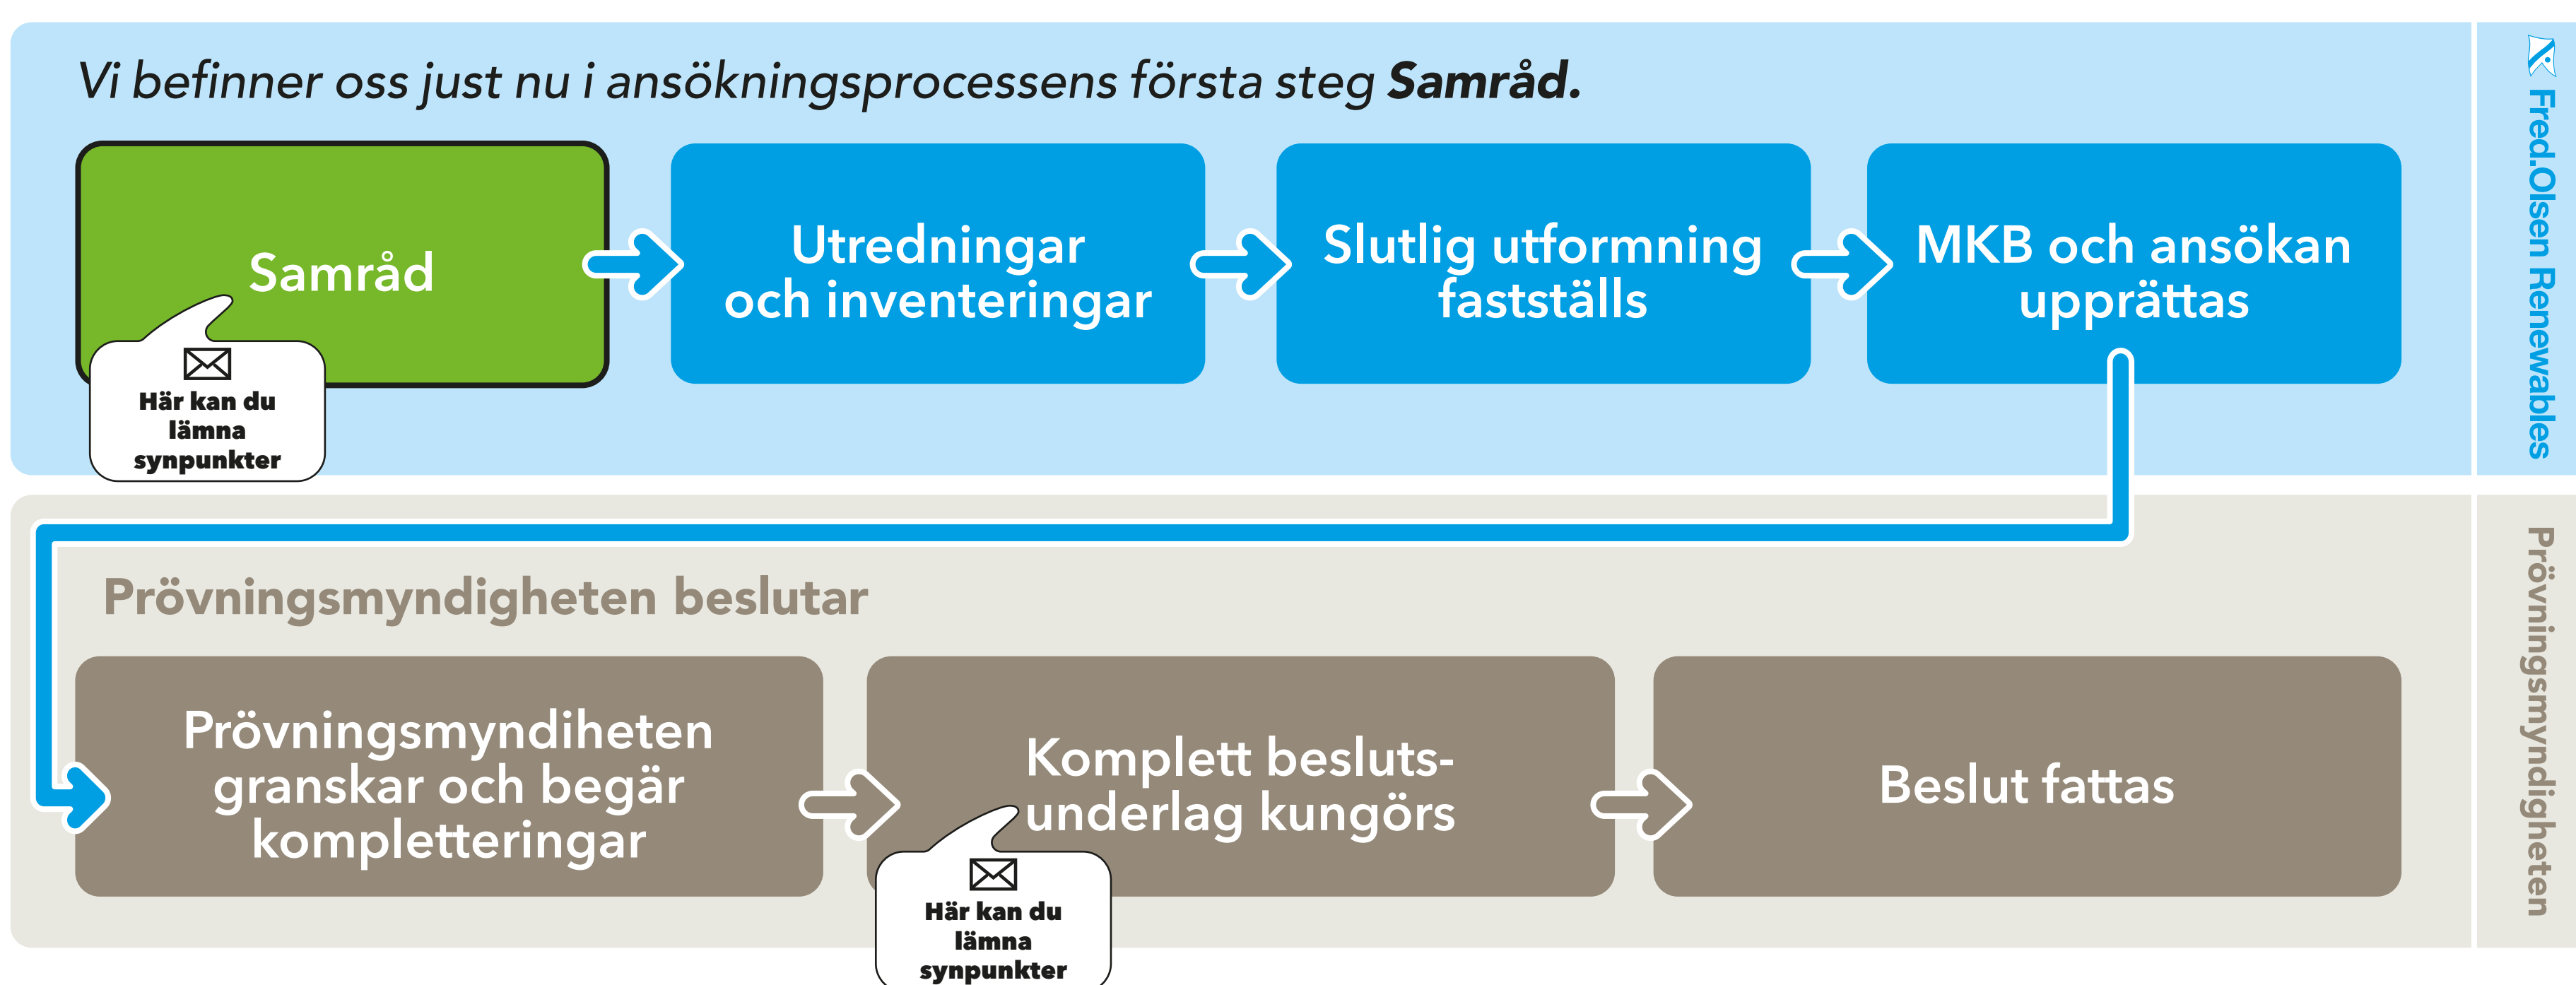 Vi befinner oss just nu i ansökningsprocessens första steg Samråd.
Samråd
Här kan du
lämna
synpunkter
Utredningar
och inventeringar
Slutlig utformning
fastställs
MKB och ansökan
upprättas
Fred.Olsen Renewables
Prövningsmyndigheten beslutar
Prövningsmyndiheten
granskar och begär
kompletteringar
Komplett besluts-
underlag kungörs
Här kan du
lämna
synpunkter
Beslut fattas
Prövningsmyndigheten